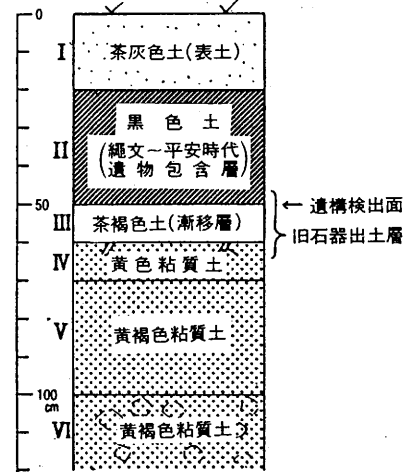 0
I
茶灰色土(表土)
II
黒色土
(縄文〜平安時代
遺物包含層)
50
← 遺構検出面
III
茶褐色土(漸移層)
旧石器出土層
IV
黄色粘質土
V
黄褐色粘質土
100
cm
VI
黄褐色粘質土